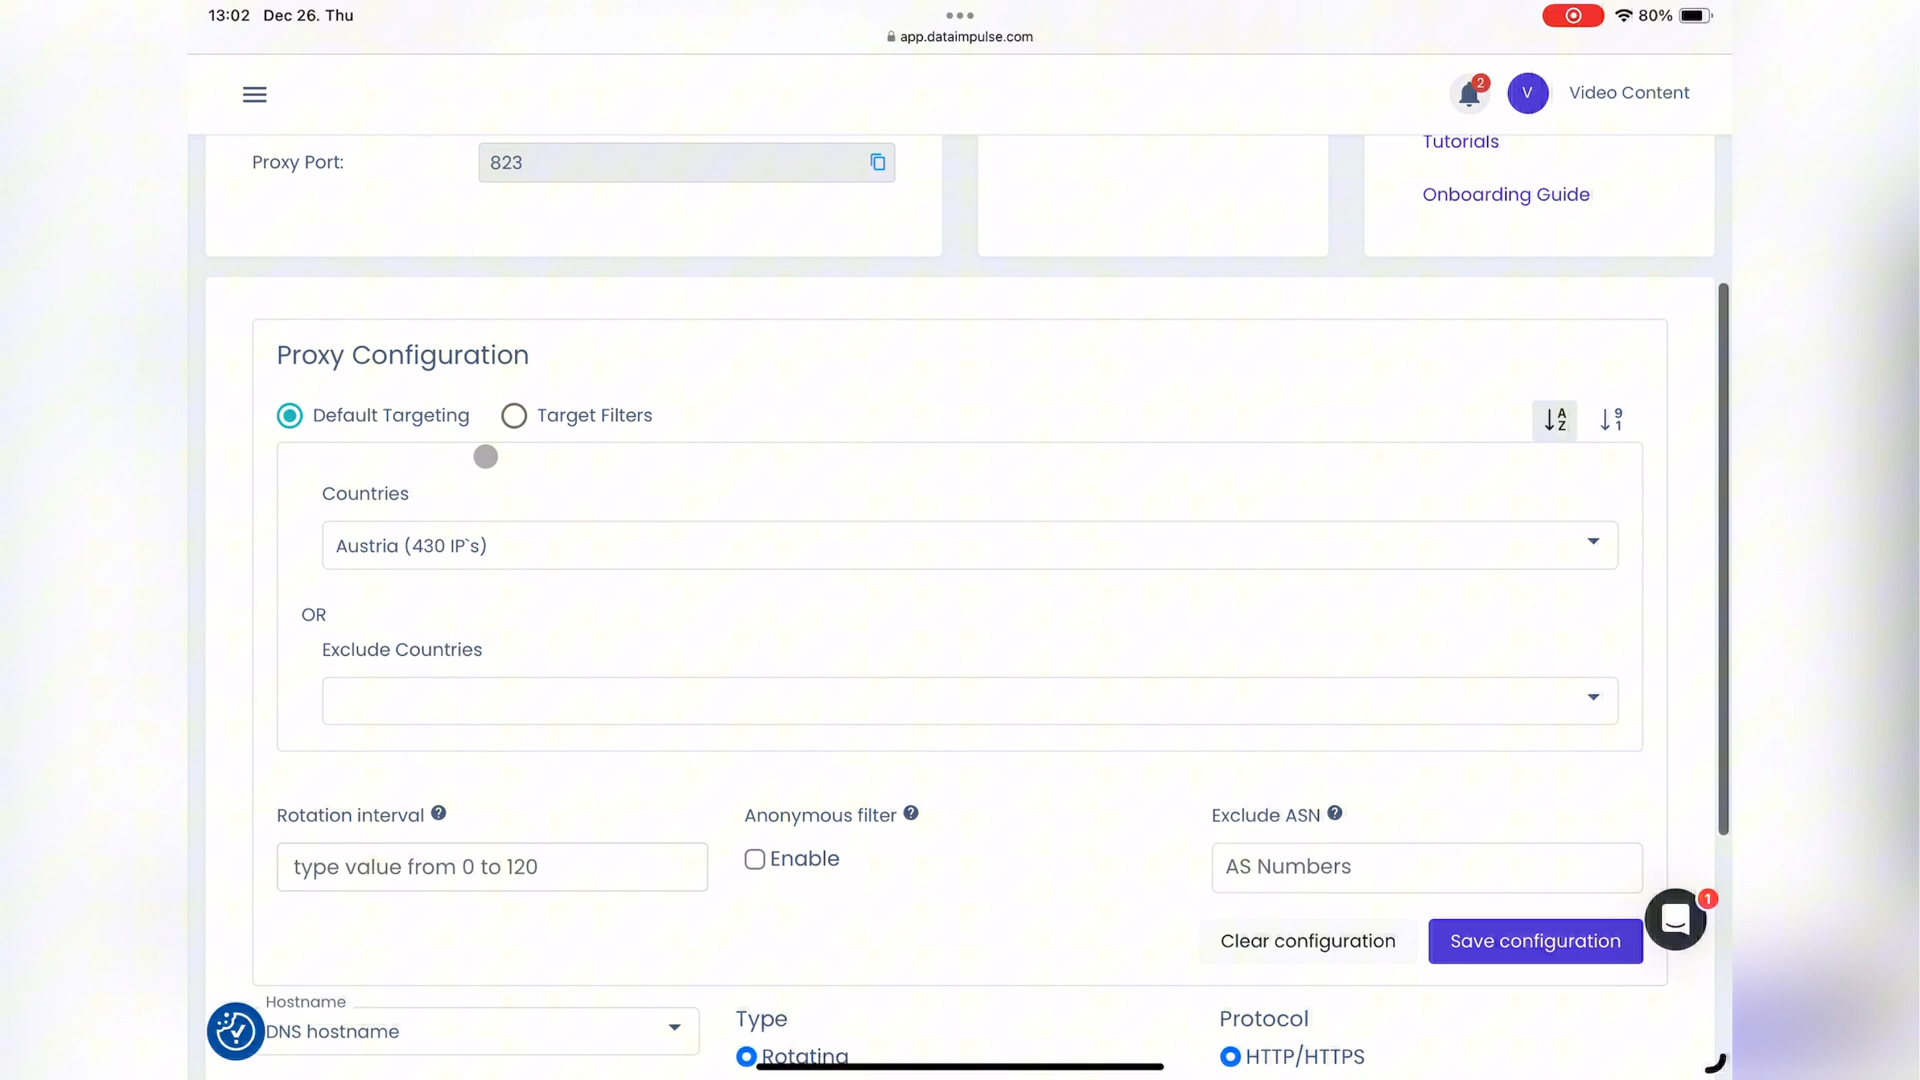 13:02 Dec 26. Thu
80%
app.dataimpulse.com
2
V
Video Content
Proxy Port:
823
Tutorials
Onboarding Guide
Proxy Configuration
Default Targeting
Target Filters
A
Z
9
1
Countries
Austria (430 IP`s)
OR
Exclude Countries
Rotation interval ?
Anonymous filter ?
Exclude ASN ?
type value from 0 to 120
Enable
AS Numbers
1
Clear configuration
Save configuration
Hostname
DNS hostname
Type
Rotating
Protocol
HTTP/HTTPS